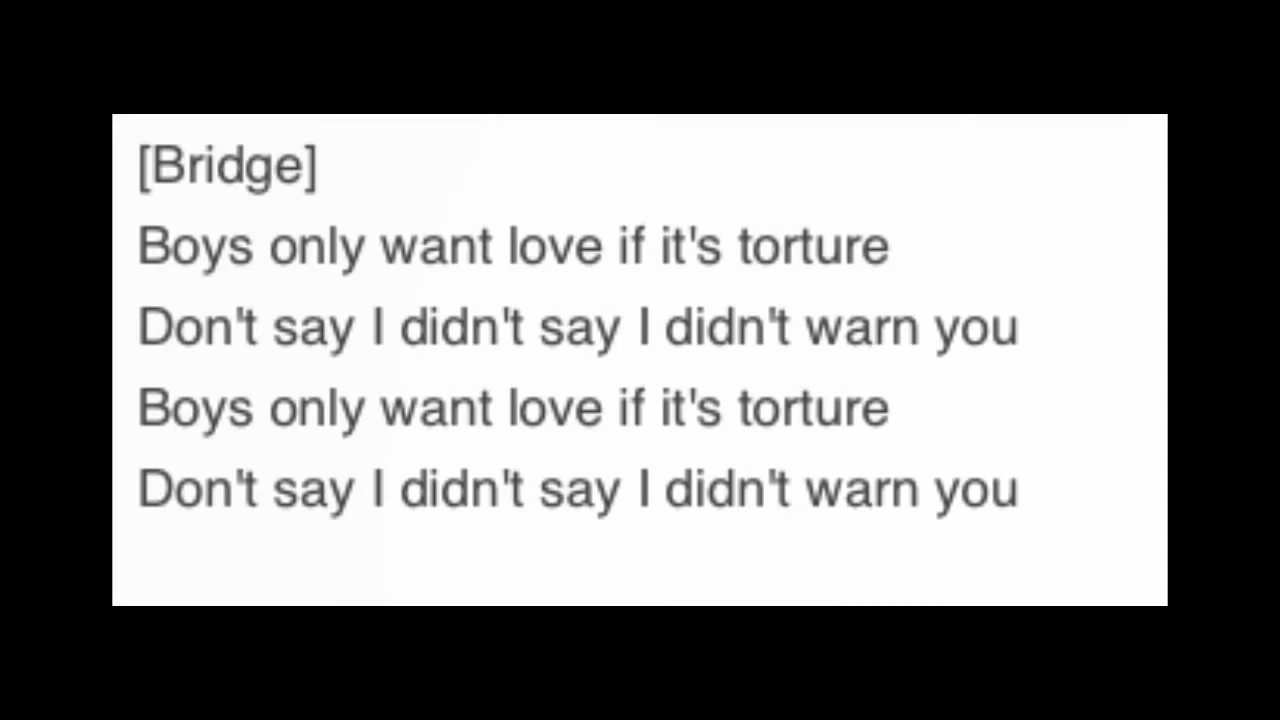 [Bridge]
Boys only want love if it's torture
Don't say I didn't say I didn't warn you
Boys only want love if it's torture
Don't say I didn't say I didn't warn you